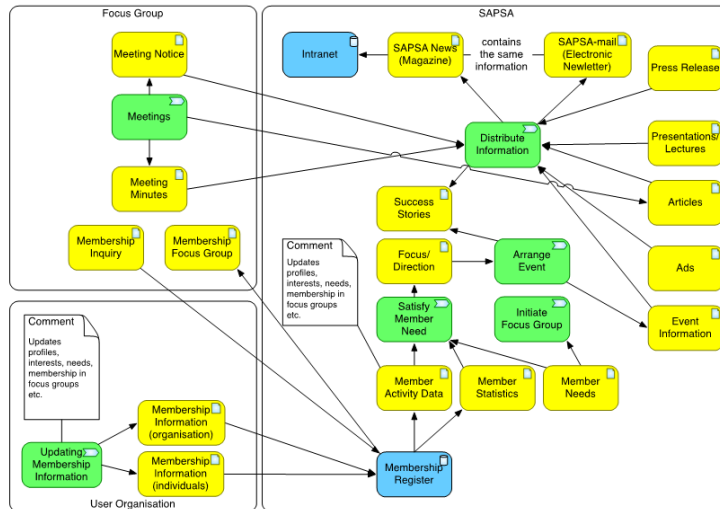 Focus Group
SAPSA
Meeting Notice
Intranet
SAPSA News
(Magazine)
contains
the same
information
SAPSA-mail
(Electronic
Newletter)
Press Release
Meetings
Distribute
Information
Presentations/
Lectures
Meeting
Minutes
Success
Stories
Articles
Membership
Inquiry
Membership
Focus Group
Comment
Updates
profiles,
interests, needs,
membership in
focus groups
etc.
Focus/
Direction
Arrange
Event
Ads
Satisfy
Member
Need
Initiate
Focus Group
Event
Information
Comment
Updates
profiles,
interests, needs,
membership in
focus groups
etc.
Member
Activity Data
Member
Statistics
Member
Needs
Membership
Information
(organisation)
Updating
Membership
Information
Membership
Information
(individuals)
Membership
Register
User Organisation